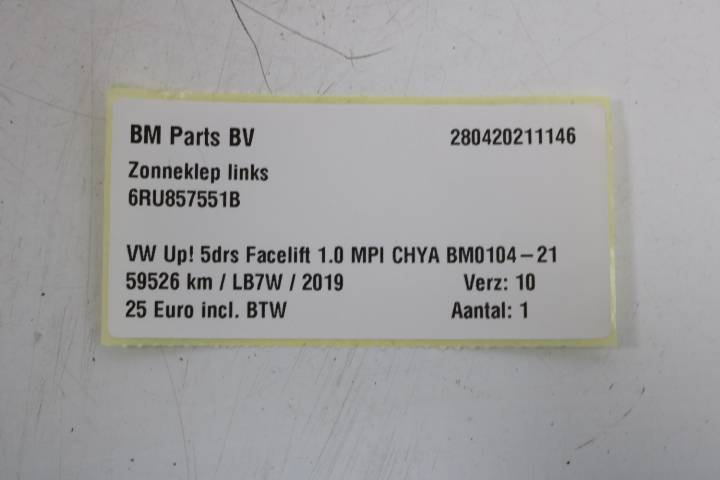 BM Parts BV 280420211146
Zonneklep links
6RU857551B
VW Up! 5drs Facelift 1.0 MPI CHYA BM0104-21
59526 km / LB7W / 2019 Verz: 10
25 Euro incl. BTW Aantal: 1